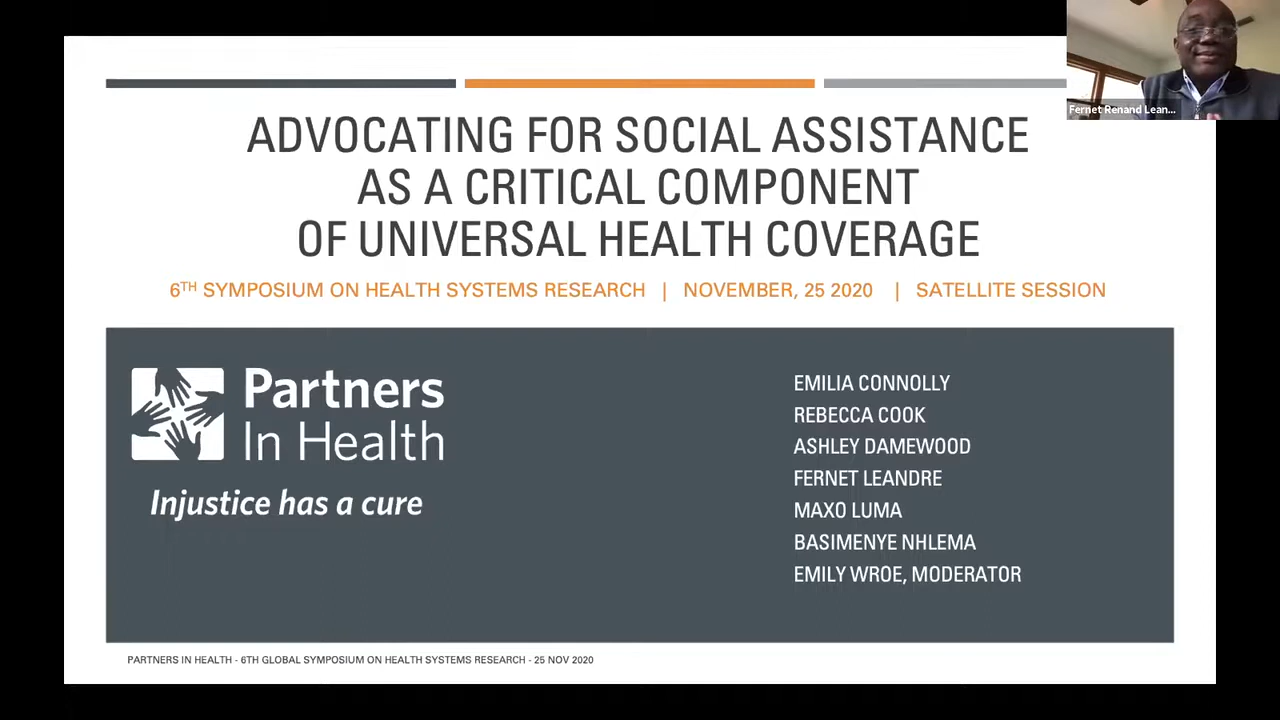 Fernet Renand Lean...
ADVOCATING FOR SOCIAL ASSISTANCE
AS A CRITICAL COMPONENT
OF UNIVERSAL HEALTH COVERAGE
6TH SYMPOSIUM ON HEALTH SYSTEMS RESEARCH | NOVEMBER, 25 2020 | SATELLITE SESSION
Partners
In Health
Injustice has a cure
EMILIA CONNOLLY
REBECCA COOK
ASHLEY DAMEWOOD
FERNET LEANDRE
MAXO LUMA
BASIMENYE NHLEMA
EMILY WROE, MODERATOR
PARTNERS IN HEALTH - 6TH GLOBAL SYMPOSIUM ON HEALTH SYSTEMS RESEARCH - 25 NOV 2020